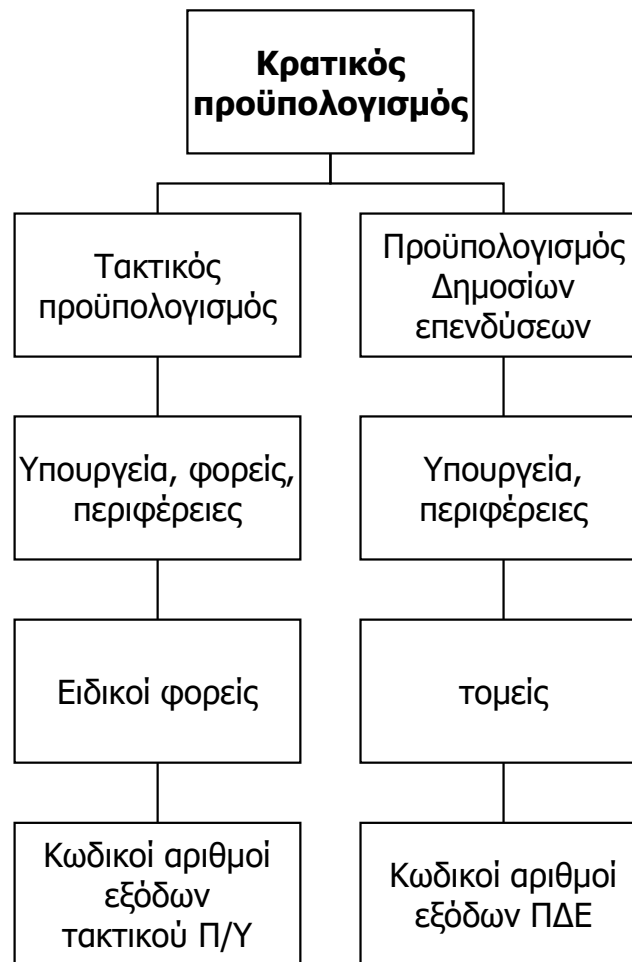 Κρατικός
προϋπολογισμός
Τακτικός
προϋπολογισμός
Προϋπολογισμός
Δημοσίων
επενδύσεων
Υπουργεία, φορείς,
περιφέρειες
Υπουργεία,
περιφέρειες
Ειδικοί φορείς
τομείς
Κωδικοί αριθμοί
εξόδων
τακτικού Π/Υ
Κωδικοί αριθμοί
εξόδων ΠΔΕ